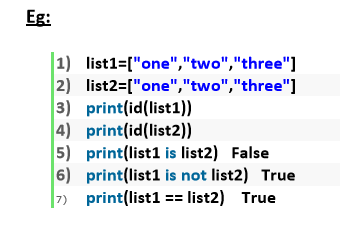 Eg:
1) list1=["one","two","three"]
2) list2=["one","two","three"]
3) print(id(list1))
4) print(id(list2))
5) print(list1 is list2) False
6) print(list1 is not list2) True
7) print(list1 == list2) True